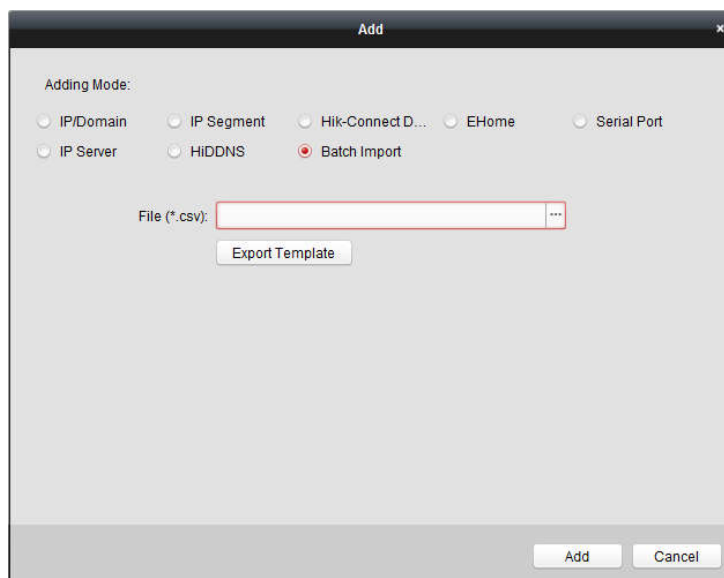 Add
Adding Mode:
IP/Domain IP Segment Hik-Connect D... EHome Serial Port
IP Server HiDDNS Batch Import
File (*.csv): ...
Export Template
Add Cancel